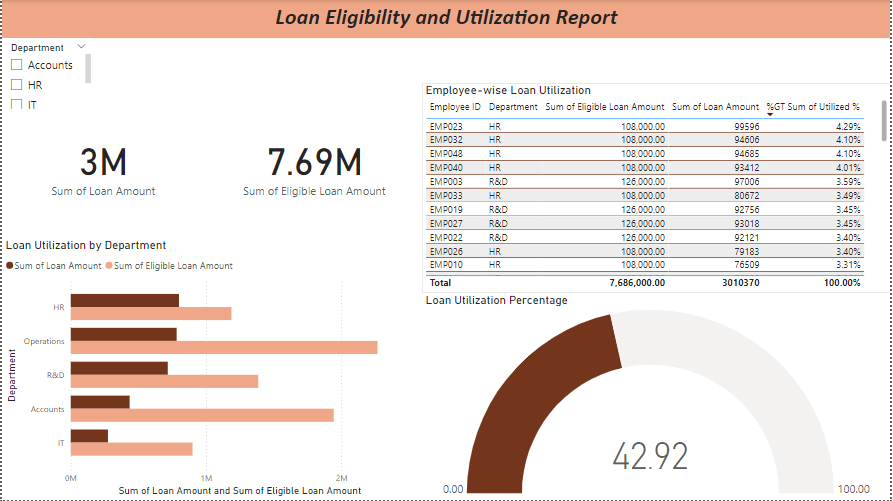 Loan Eligibility and Utilization Report
Department
Accounts
HR
IT
3M
Sum of Loan Amount
7.69M
Sum of Eligible Loan Amount
Employee-wise Loan Utilization
Employee ID Department Sum of Eligible Loan Amount Sum of Loan Amount %GT Sum of Utilized %
EMP023 HR 108,000.00 99596 4.29%
EMP032 HR 108,000.00 94606 4.10%
EMP048 HR 108,000.00 94685 4.10%
EMP040 HR 108,000.00 93412 4.01%
EMP003 R&D 126,000.00 97006 3.59%
EMP033 HR 108,000.00 80672 3.49%
EMP019 R&D 126,000.00 92756 3.45%
EMP027 R&D 126,000.00 93018 3.45%
EMP022 R&D 126,000.00 92121 3.40%
EMP026 HR 108,000.00 79183 3.40%
EMP010 HR 108,000.00 76509 3.31%
Total 7,686,000.00 3010370 100.00%
Loan Utilization by Department
Sum of Loan Amount Sum of Eligible Loan Amount
Department
HR
Operations
R&D
Accounts
IT
0M 1M 2M
Sum of Loan Amount and Sum of Eligible Loan Amount
Loan Utilization Percentage
42.92
0.00 100.00